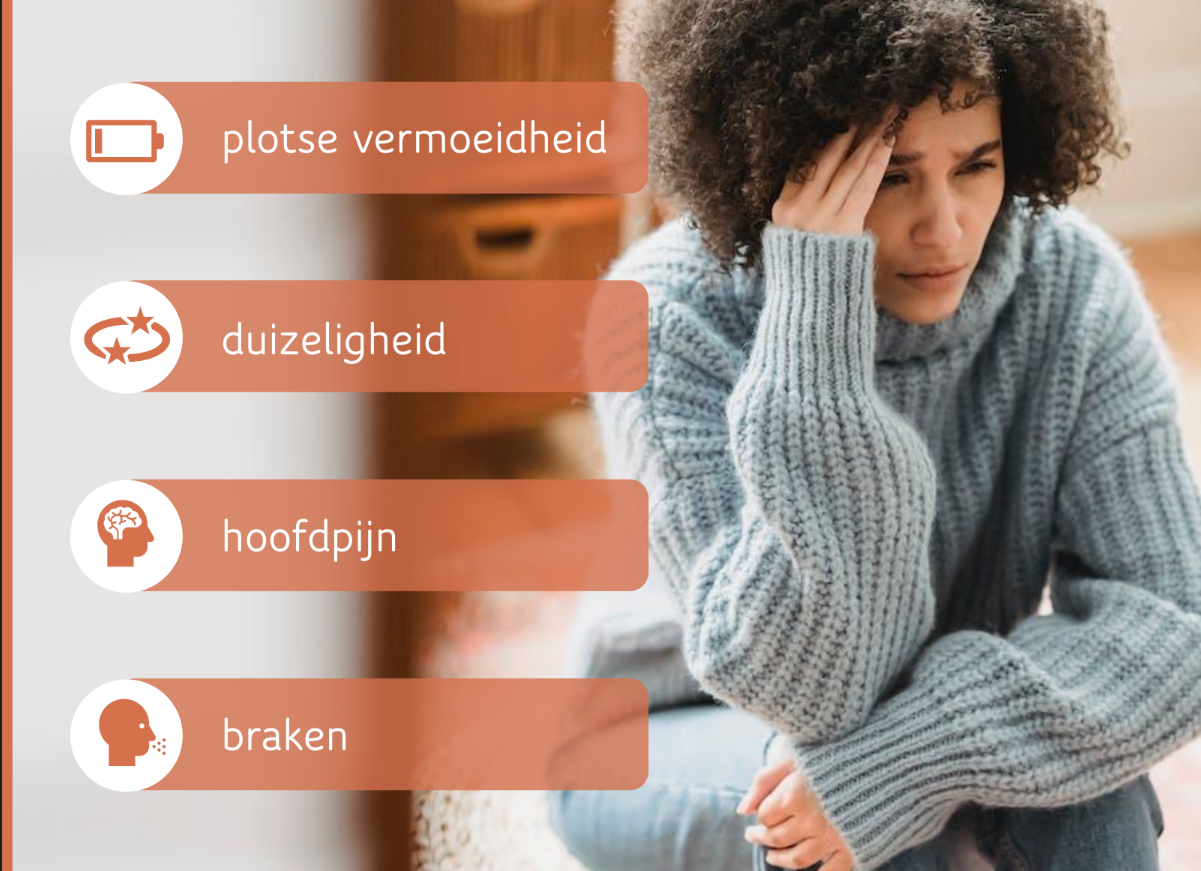 plotse vermoeidheid
duizeligheid
hoofdpijn
braken